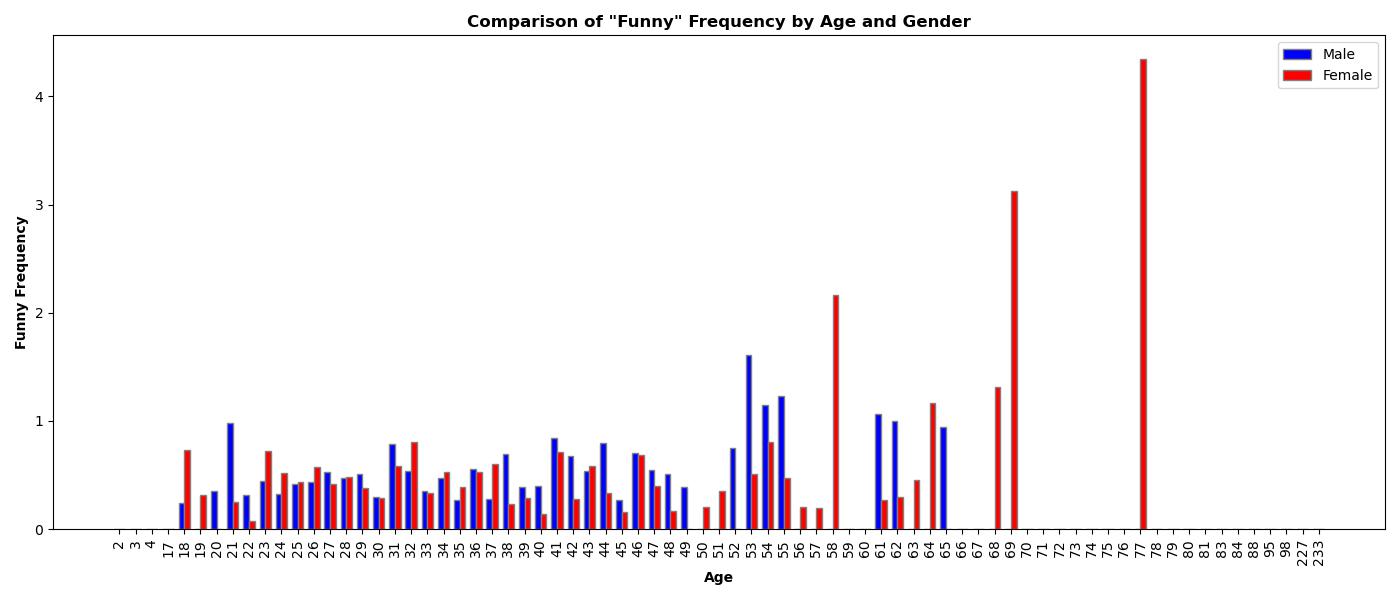 Comparison of "Funny" Frequency by Age and Gender
Male
Female
Funny Frequency
4
3
2
1
0
2 3 4 17 18 19 20 21 22 23 24 25 26 27 28 29 30 31 32 33 34 35 36 37 38 39 40 41 42 43 44 45 46 47 48 49 50 51 52 53 54 55 56 57 58 59 60 61 62 63 64 65 66 67 68 69 70 71 72 73 74 75 76 77 78 79 80 81 83 84 88 95 98 227 233
Age